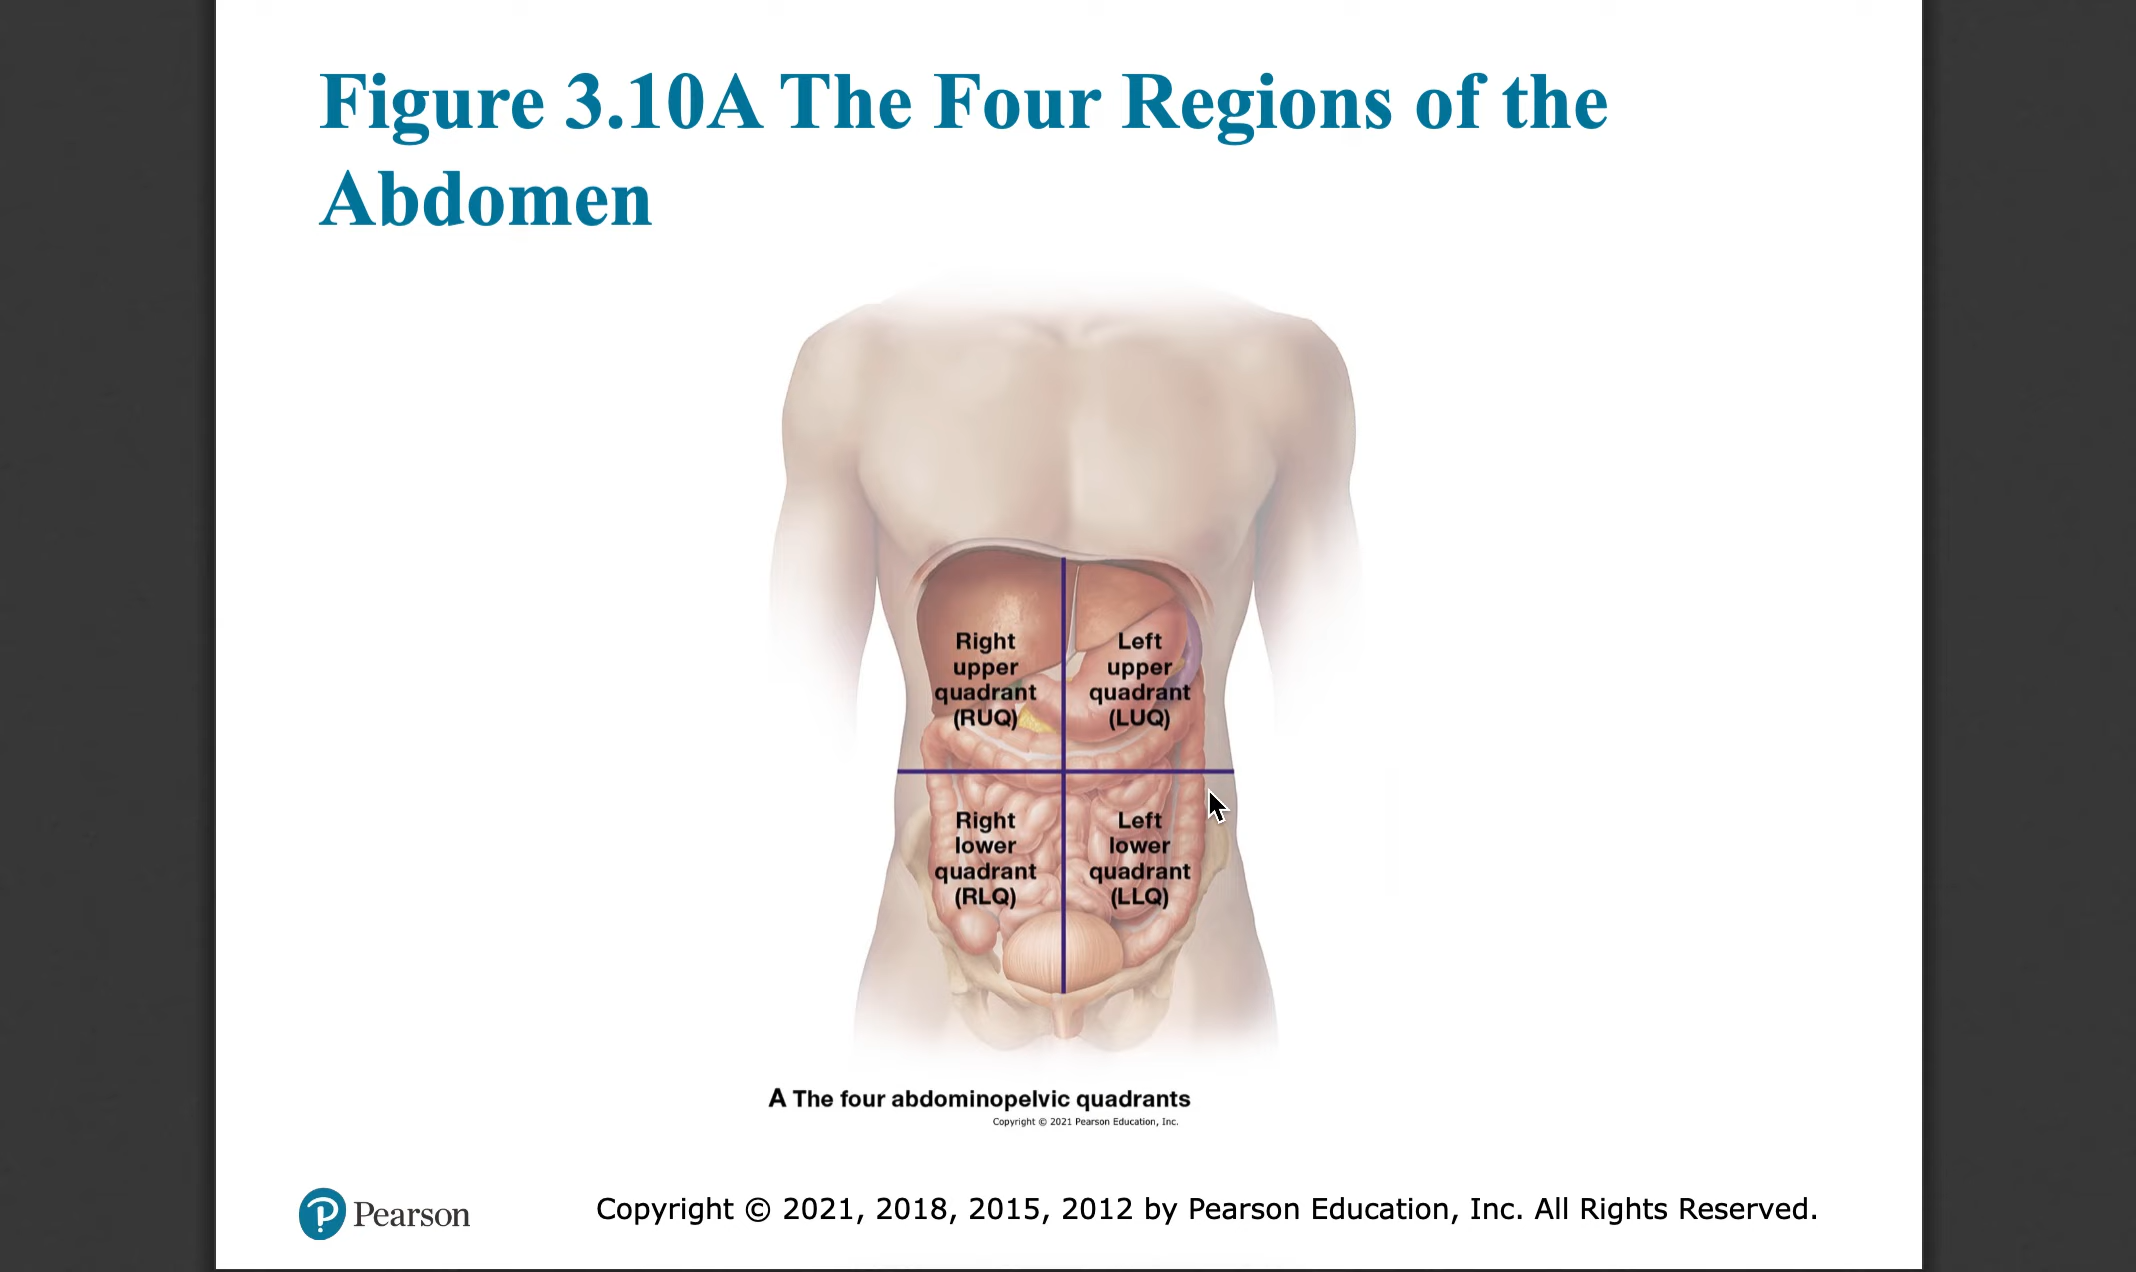 Figure 3.10A The Four Regions of the
Abdomen
Right
upper
quadrant
(RUQ)
Left
upper
quadrant
(LUQ)
Right
lower
quadrant
(RLQ)
Left
lower
quadrant
(LLQ)
A The four abdominopelvic quadrants
Copyright © 2021 Pearson Education, Inc.
Pearson
Copyright © 2021, 2018, 2015, 2012 by Pearson Education, Inc. All Rights Reserved.